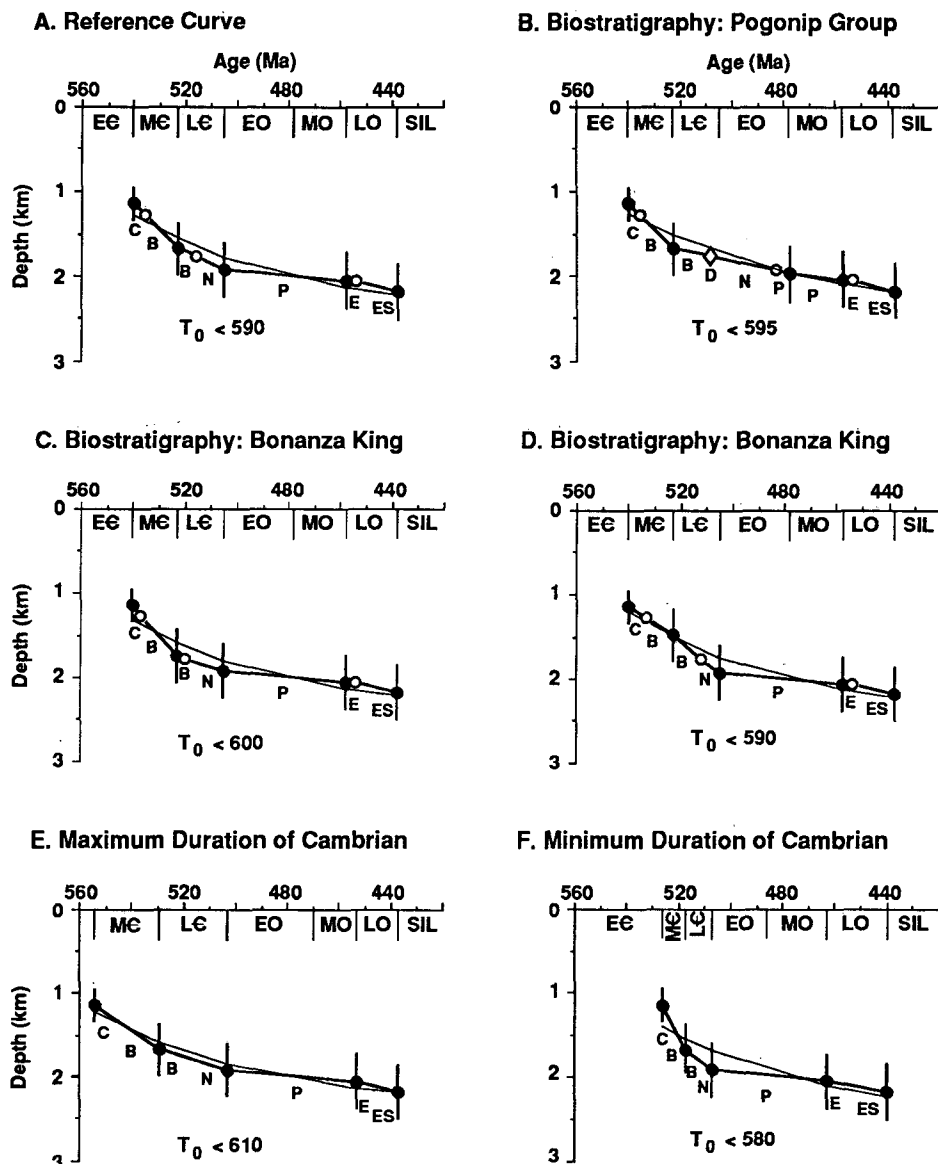 A. Reference Curve
Age (Ma)
560 520 480 440
0
EЄ MЄ LЄ EO MO LO SIL
1
2
3
Depth (km)
C B B N P E ES
T0 < 590
B. Biostratigraphy: Pogonip Group
Age (Ma)
560 520 480 440
0
EЄ MЄ LЄ EO MO LO SIL
1
2
3
C B B D N P P E ES
T0 < 595
C. Biostratigraphy: Bonanza King
560 520 480 440
0
EЄ MЄ LЄ EO MO LO SIL
1
2
3
Depth (km)
C B B N P E ES
T0 < 600
D. Biostratigraphy: Bonanza King
560 520 480 440
0
EЄ MЄ LЄ EO MO LO SIL
1
2
3
C B B N P E ES
T0 < 590
E. Maximum Duration of Cambrian
560 520 480 440
0
MЄ LЄ EO MO LO SIL
1
2
3
Depth (km)
C B B N P E ES
T0 < 610
F. Minimum Duration of Cambrian
560 520 480 440
0
EЄ MЄ LЄ EO MO LO SIL
1
2
3
C B B N P E ES
T0 < 580